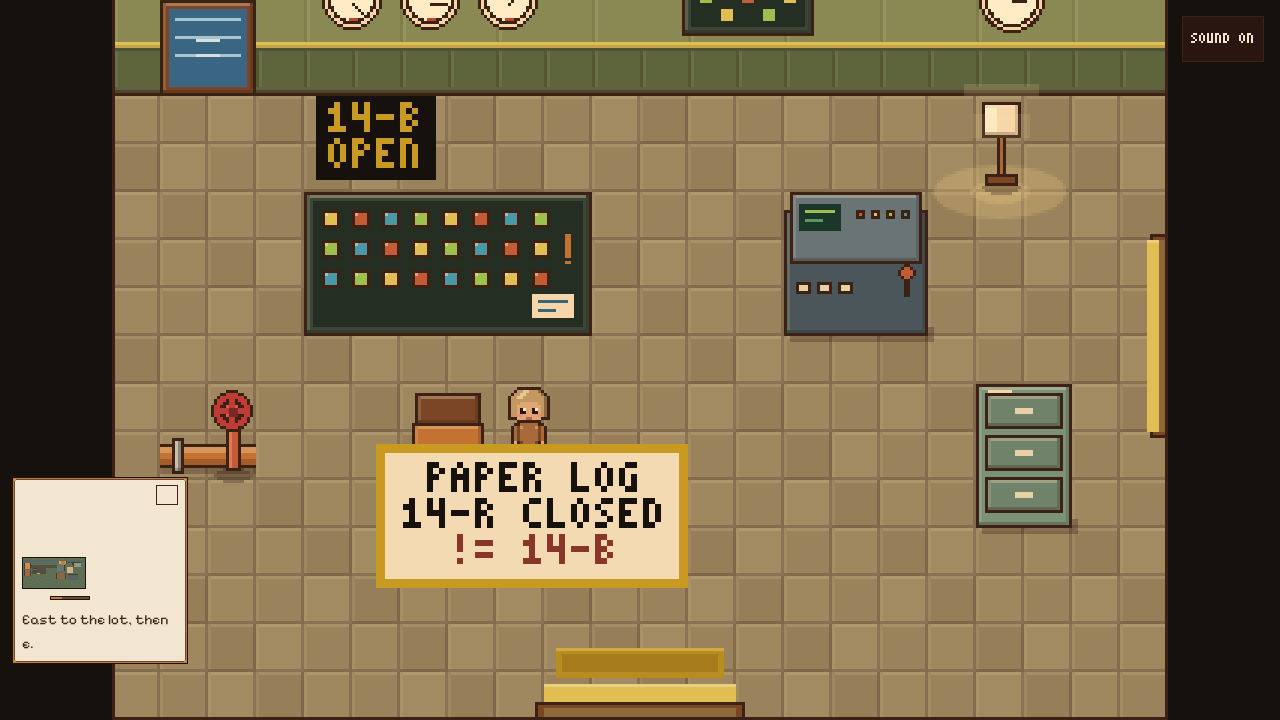 sound on
14-B
OPEN
PAPER LOG
14-R CLOSED
!= 14-B
East to the lot, then
e.